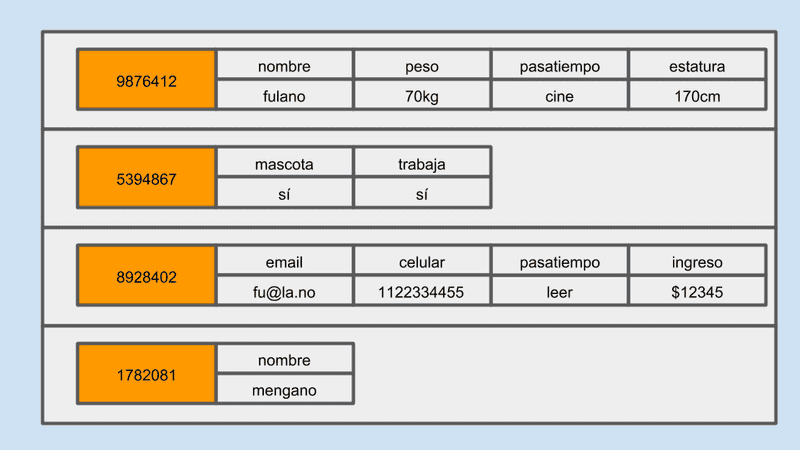 9876412
nombre peso pasatiempo estatura
fulano 70kg cine 170cm
5394867
mascota trabaja
sí sí
8928402
email celular pasatiempo ingreso
fu@la.no 1122334455 leer $12345
1782081
nombre
mengano